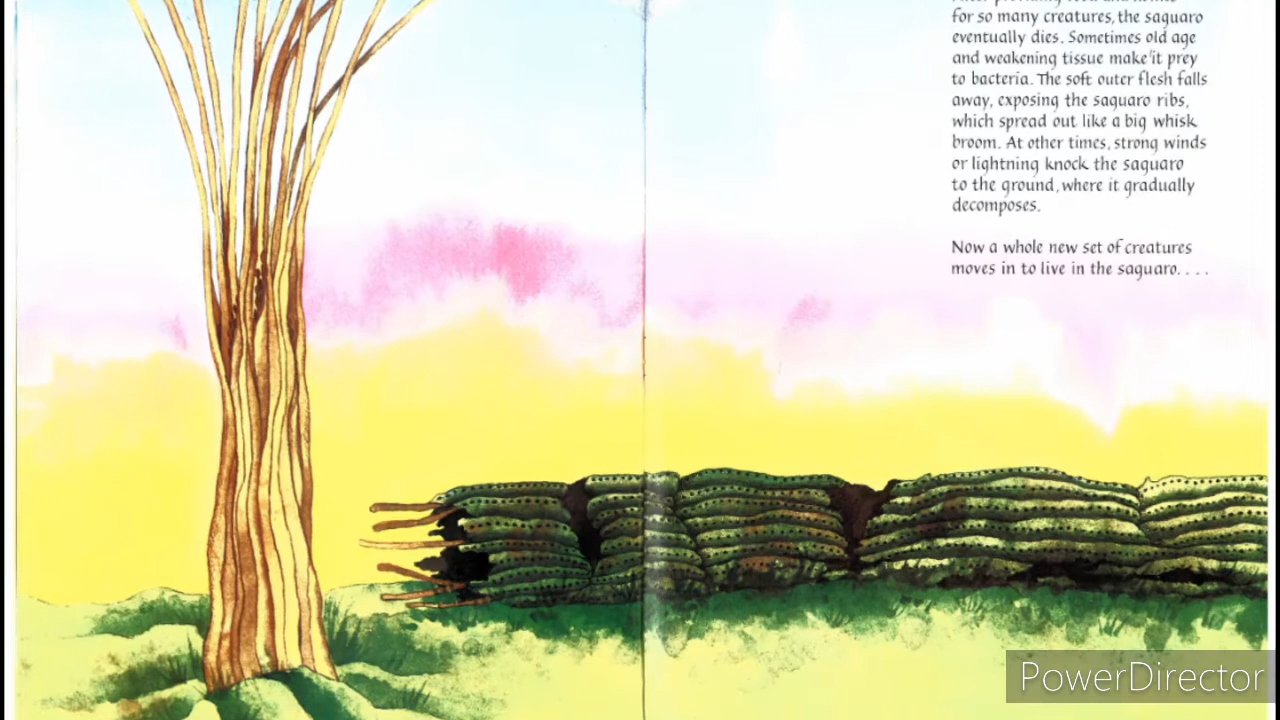 for so many creatures, the saguaro
eventually dies. Sometimes old age
and weakening tissue make it prey
to bacteria. The soft outer flesh falls
away, exposing the saguaro ribs,
which spread out like a big whisk
broom. At other times, strong winds
or lightning knock the saguaro
to the ground, where it gradually
decomposes.
Now a whole new set of creatures
moves in to live in the saguaro. . . .
PowerDirector